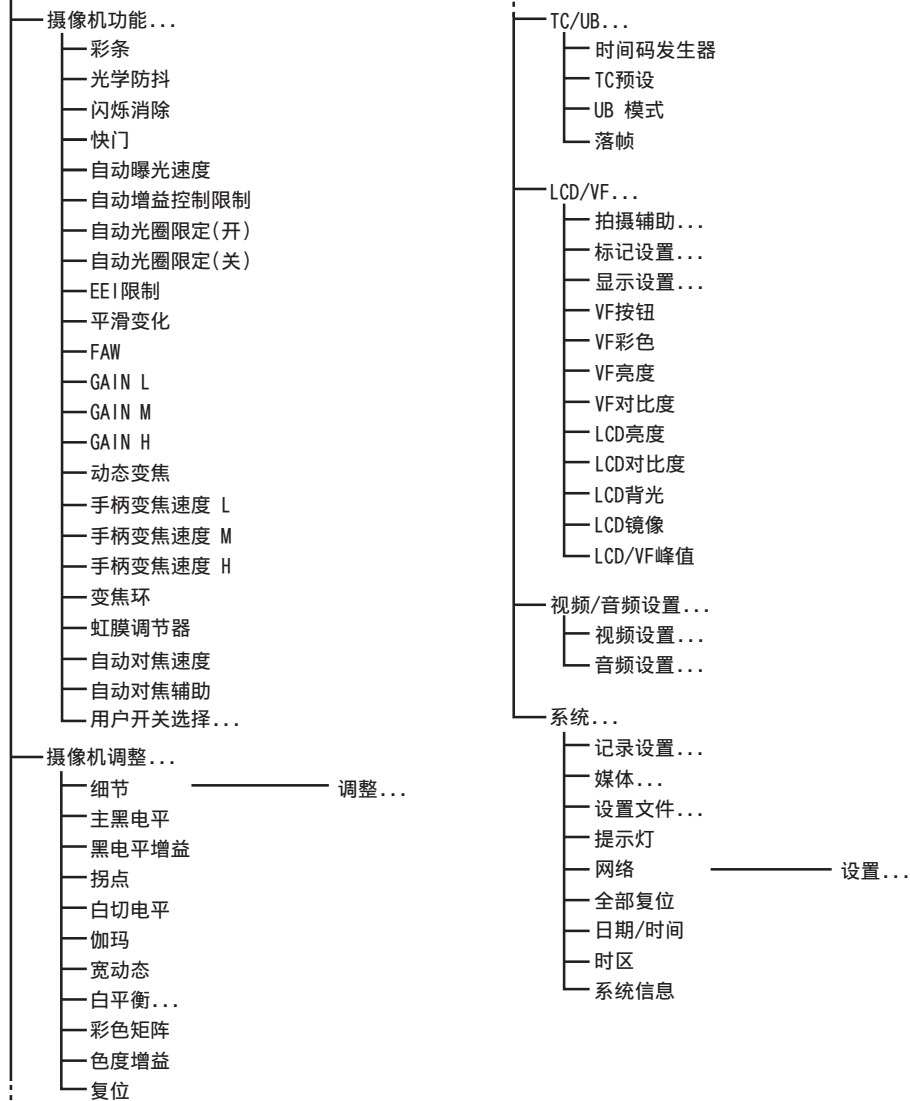 摄像机功能...
彩条
光学防抖
闪烁消除
快门
自动曝光速度
自动增益控制限制
自动光圈限定(开)
自动光圈限定(关)
EEI限制
平滑变化
FAW
GAIN L
GAIN M
GAIN H
动态变焦
手柄变焦速度 L
手柄变焦速度 M
手柄变焦速度 H
变焦环
虹膜调节器
自动对焦速度
自动对焦辅助
用户开关选择...
摄像机调整...
细节 调整...
主黑电平
黑电平增益
拐点
白切电平
伽玛
宽动态
白平衡...
彩色矩阵
色度增益
复位
TC/UB...
时间码发生器
TC预设
UB 模式
落帧
LCD/VF...
拍摄辅助...
标记设置...
显示设置...
VF按钮
VF彩色
VF亮度
VF对比度
LCD亮度
LCD对比度
LCD背光
LCD镜像
LCD/VF峰值
视频/音频设置...
视频设置...
音频设置...
系统...
记录设置...
媒体...
设置文件...
提示灯
网络 设置...
全部复位
日期/时间
时区
系统信息